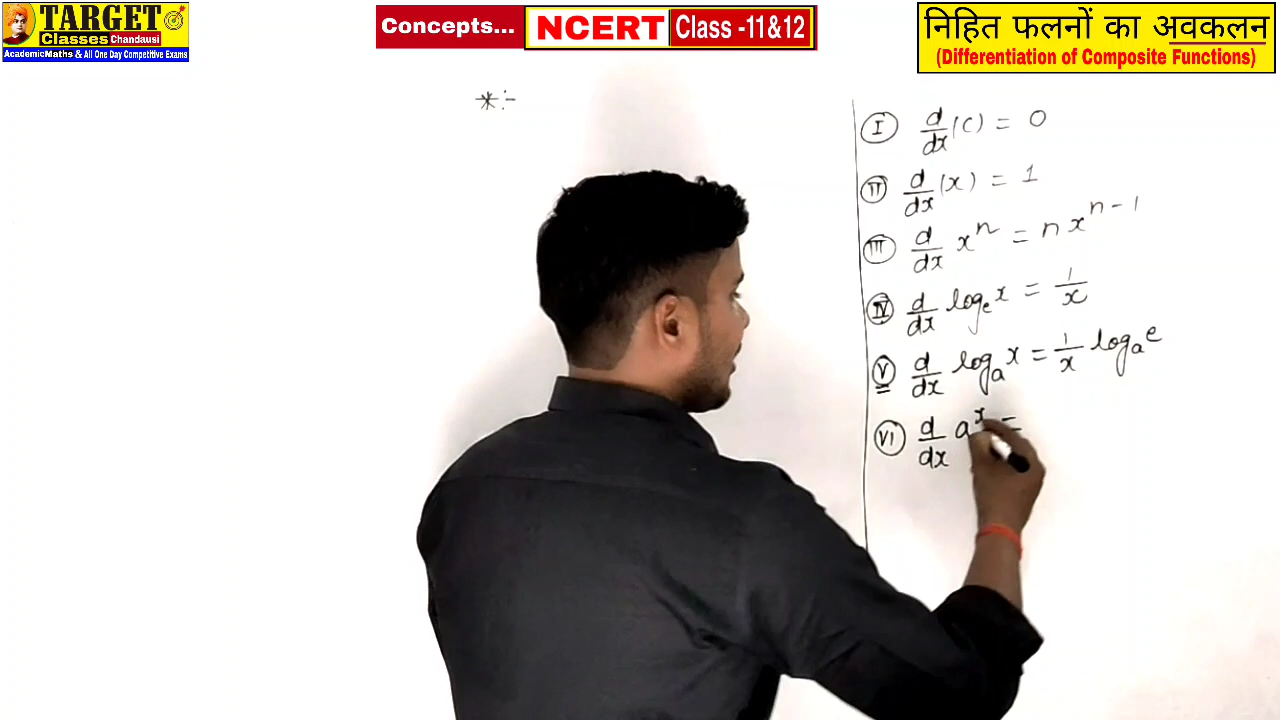 TARGET
Classes Chandausi
Academic Maths & All One Day Competitive Exams
Concepts... NCERT Class -11&12
निहित फलनों का अवकलन
(Differentiation of Composite Functions)
*:-
I d/dx (c) = 0
II d/dx (x) = 1
III d/dx x^n = n x^(n-1)
IV d/dx log_e x = 1/x
V d/dx log_a x = 1/x log_a e
VI d/dx a^x =